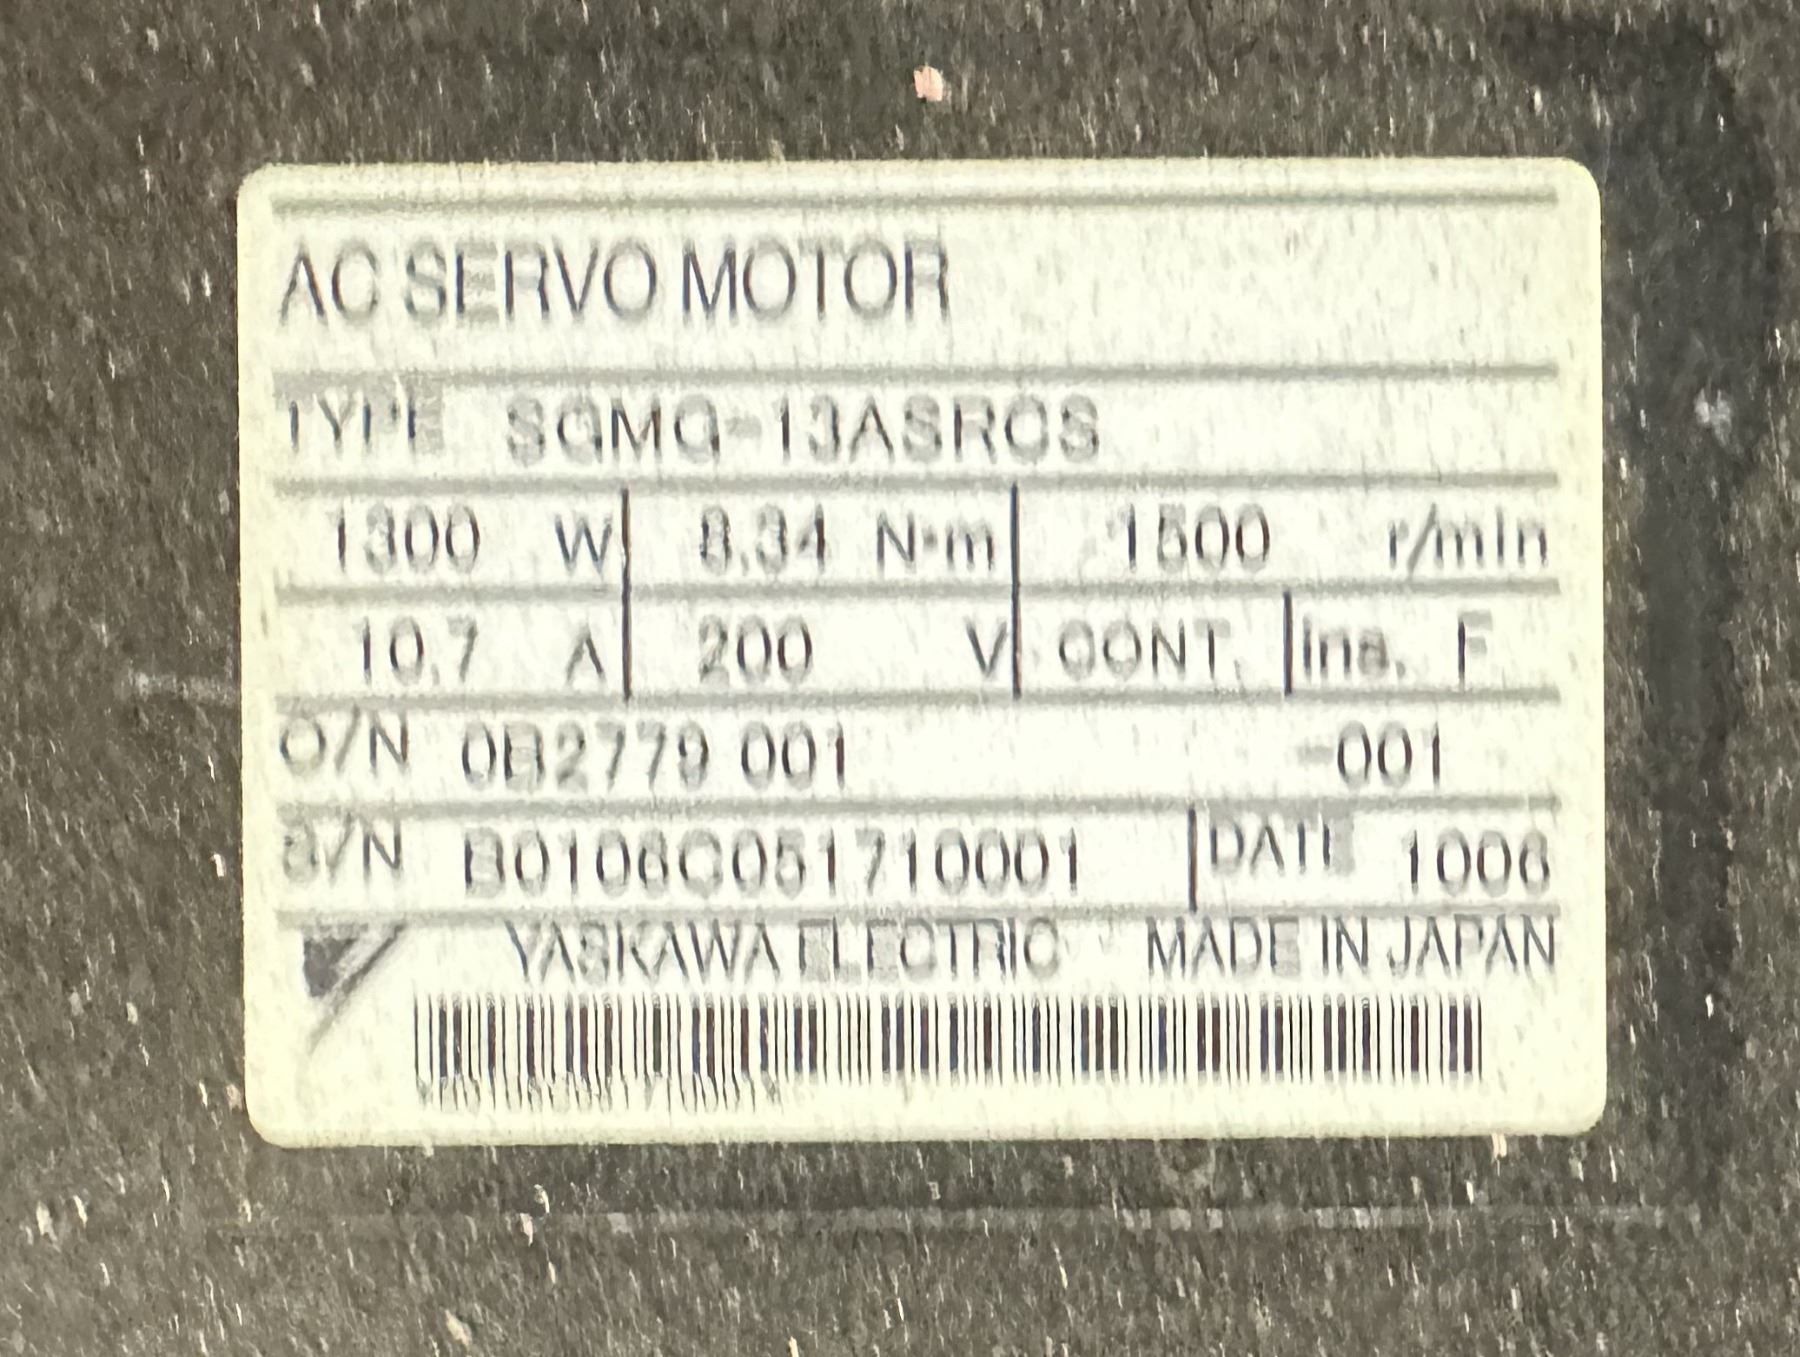 AC SERVO MOTOR
TYPE SGMG-13ASRCS
1300 W 8.34 N·m 1500 r/min
10.7 A 200 V CONT. Ins. F
O/N 0B2779 001 -001
S/N B0106C051710001 DATE 1006
YASKAWA ELECTRIC MADE IN JAPAN